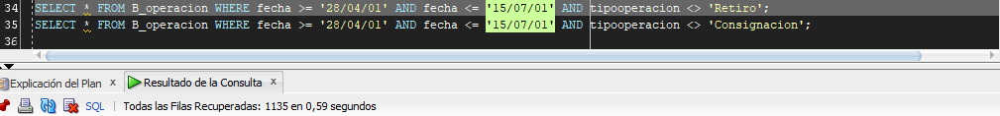 34 SELECT * FROM B_operacion WHERE fecha >= '28/04/01' AND fecha <= '15/07/01' AND tipooperacion <> 'Retiro';
35 SELECT * FROM B_operacion WHERE fecha >= '28/04/01' AND fecha <= '15/07/01' AND tipooperacion <> 'Consignacion';
36
Explicación del Plan x Resultado de la Consulta x
SQL | Todas las Filas Recuperadas: 1135 en 0,59 segundos